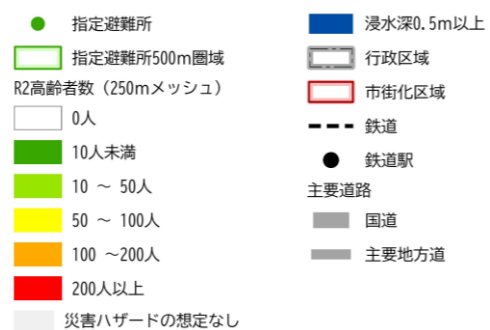 指定避難所
指定避難所500m圏域
R2高齢者数（250mメッシュ）
0人
10人未満
10 ～ 50人
50 ～ 100人
100 ～200人
200人以上
災害ハザードの想定なし
浸水深0.5m以上
行政区域
市街化区域
鉄道
鉄道駅
主要道路
国道
主要地方道